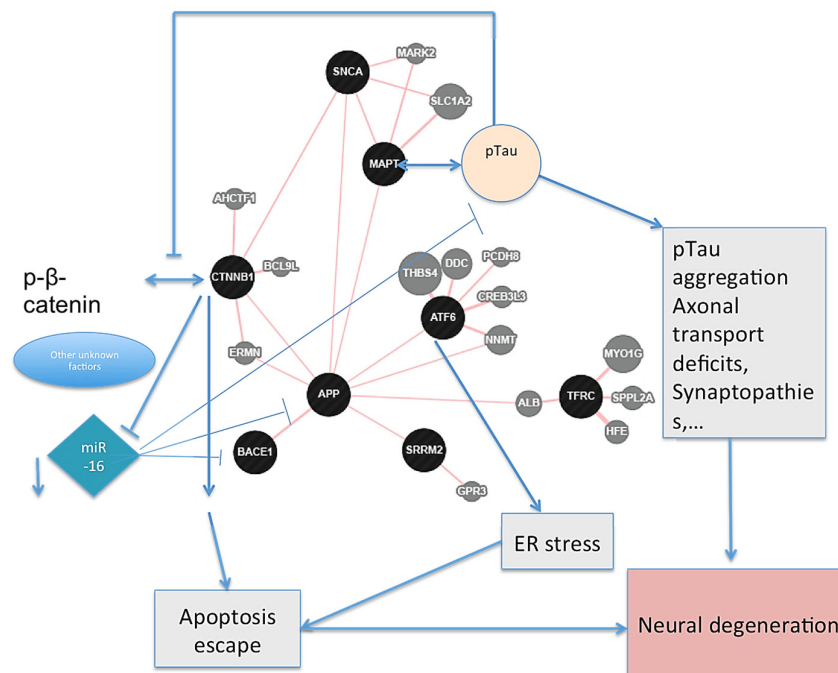 MARK2
SNCA
SLC1A2
pTau
MAPT
AHCTF1
BCL9L
CTNNB1
p-β-
catenin
THBS4
DDC
PCDH8
CREB3L3
ATF6
NNMT
pTau
aggregation
Axonal
transport
deficits,
Synaptopathie
s,...
Other unknown
factiors
ERMN
APP
MYO1G
ALB
TFRC
SPPL2A
HFE
miR
-16
BACE1
SRRM2
GPR3
ER stress
Apoptosis
escape
Neural degeneration